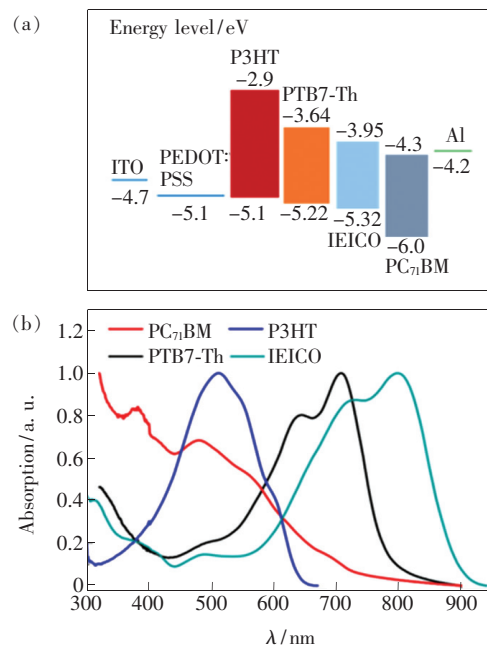 (a)
Energy level/eV
P3HT
−2.9
PTB7-Th
−3.64
−3.95
−4.3
Al
−4.2
ITO
−4.7
PEDOT:
PSS
−5.1
−5.1
−5.22
−5.32
IEICO
−6.0
PC₇₁BM
(b)
PC₇₁BM
P3HT
PTB7-Th
IEICO
Absorption/a. u.
1.2
1.0
0.8
0.6
0.4
0.2
0
300
400
500
600
700
800
900
λ/nm